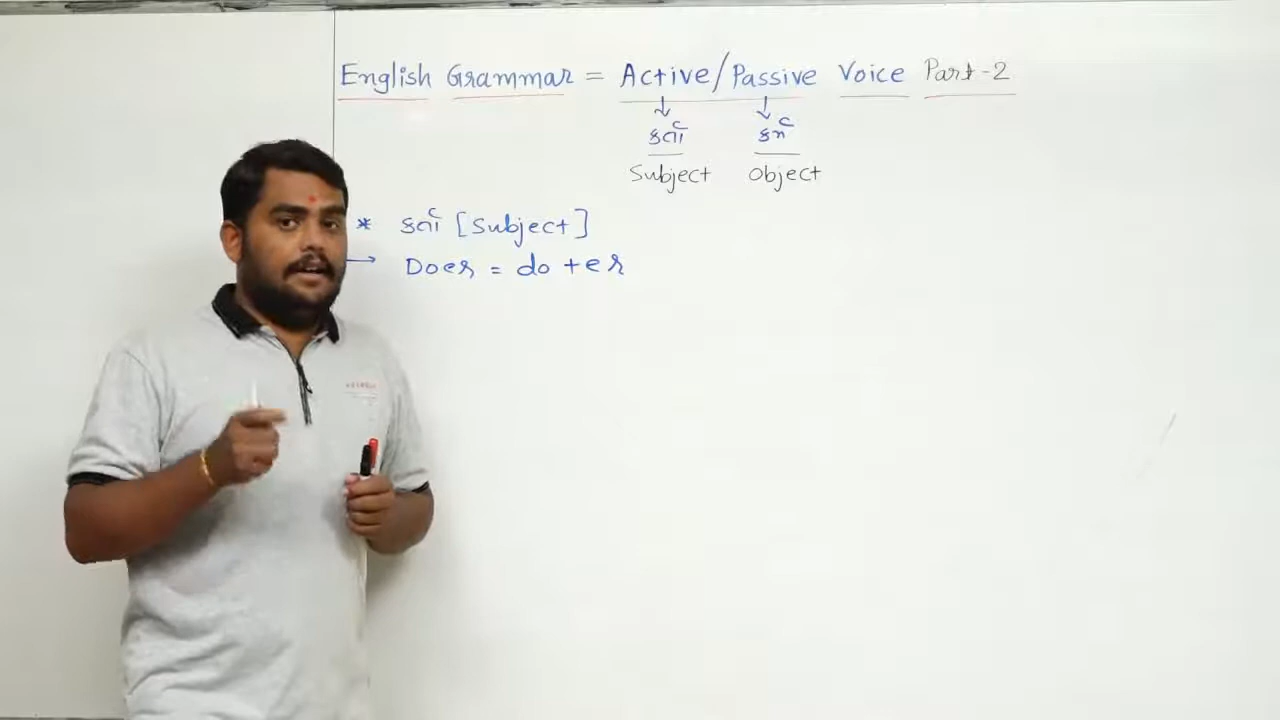 English Grammar = Active/Passive Voice Part-2
↓ ↓
કર્તા કર્મ
Subject Object
* કર્તા [Subject]
→ Doer = do + er